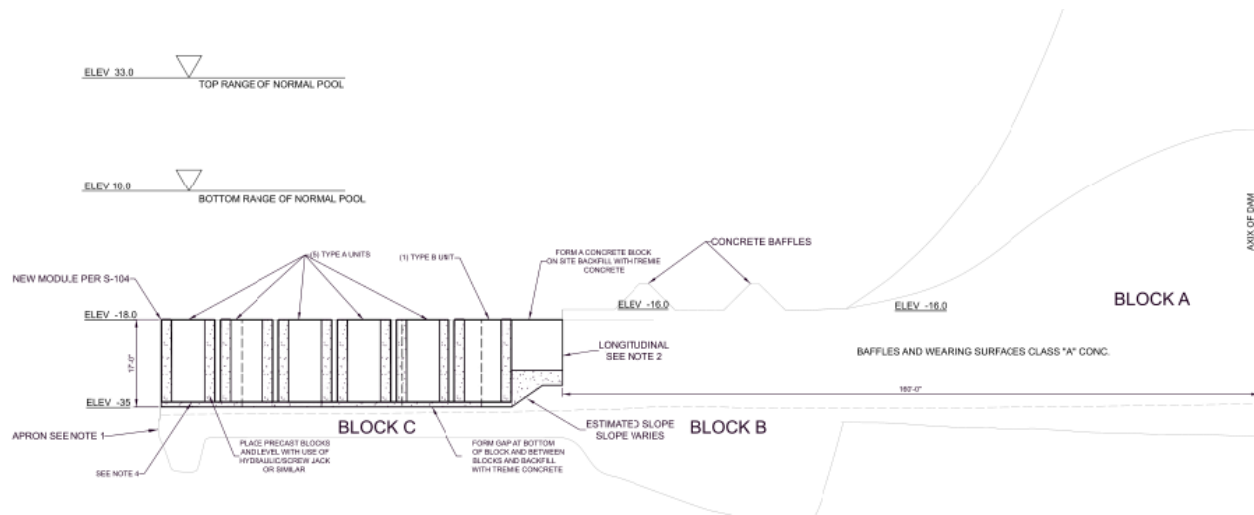 ELEV 33.0
TOP RANGE OF NORMAL POOL
ELEV 10.0
BOTTOM RANGE OF NORMAL POOL
AXIS OF DAM
(5) TYPE A UNITS
(1) TYPE B UNIT
FORM A CONCRETE BLOCK
ON SITE BACKFILL WITH TREMIE
CONCRETE
CONCRETE BAFFLES
NEW MODULE PER S-104
ELEV -18.0
ELEV -16.0
ELEV -16.0
BLOCK A
17'-0"
LONGITUDINAL
SEE NOTE 2
BAFFLES AND WEARING SURFACES CLASS "A" CONC.
160'-0"
ELEV -35
APRON SEE NOTE 1
BLOCK C
ESTIMATED SLOPE
SLOPE VARIES
BLOCK B
SEE NOTE 4
PLACE PRECAST BLOCKS
AND LEVEL WITH USE OF
HYDRAULIC/SCREW JACK
OR SIMILAR
FORM GAP AT BOTTOM
OF BLOCK AND BETWEEN
BLOCKS AND BACKFILL
WITH TREMIE CONCRETE